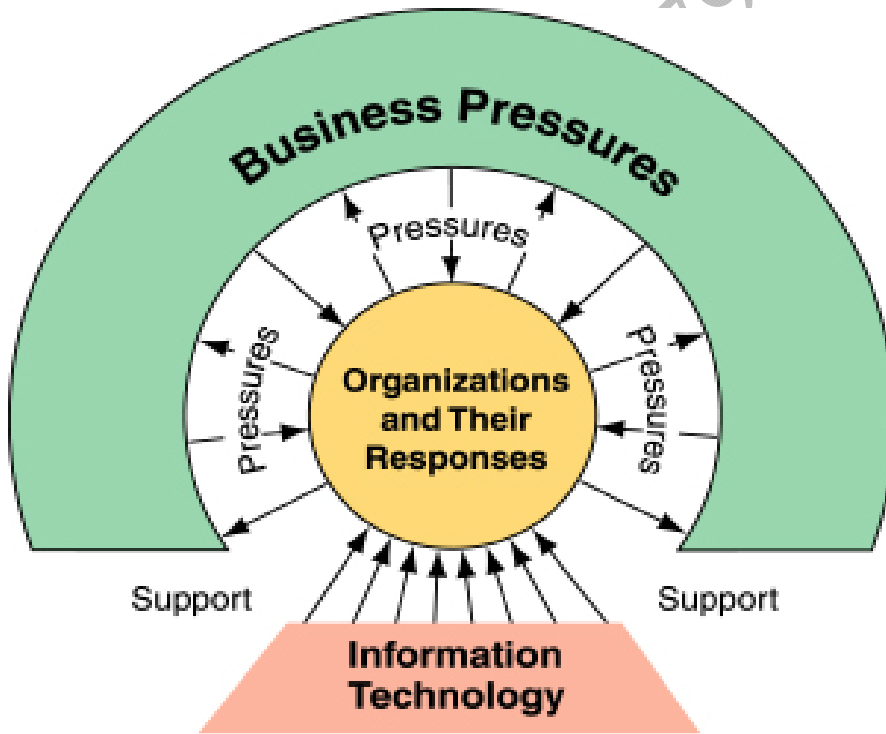 Business Pressures
Pressures
Pressures
Pressures
Organizations
and Their
Responses
Support
Support
Information
Technology